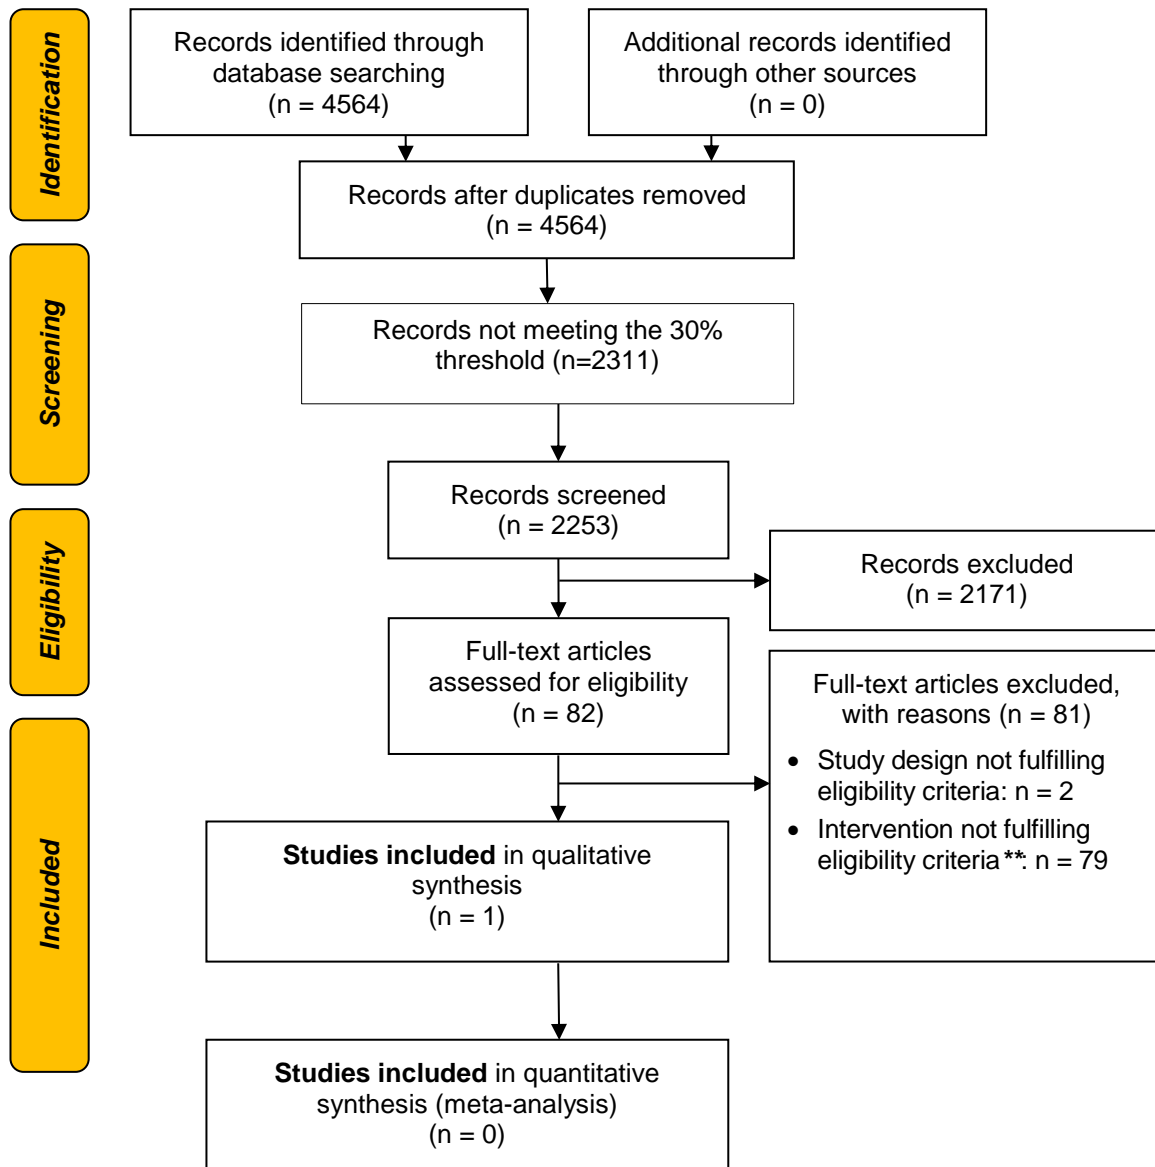 Identification
Records identified through
database searching
(n = 4564)
Additional records identified
through other sources
(n = 0)
Records after duplicates removed
(n = 4564)
Screening
Records not meeting the 30%
threshold (n=2311)
Records screened
(n = 2253)
Eligibility
Records excluded
(n = 2171)
Full-text articles
assessed for eligibility
(n = 82)
Full-text articles excluded,
with reasons (n = 81)
• Study design not fulfilling
eligibility criteria: n = 2
• Intervention not fulfilling
eligibility criteria**: n = 79
Included
Studies included in qualitative
synthesis
(n = 1)
Studies included in quantitative
synthesis (meta-analysis)
(n = 0)